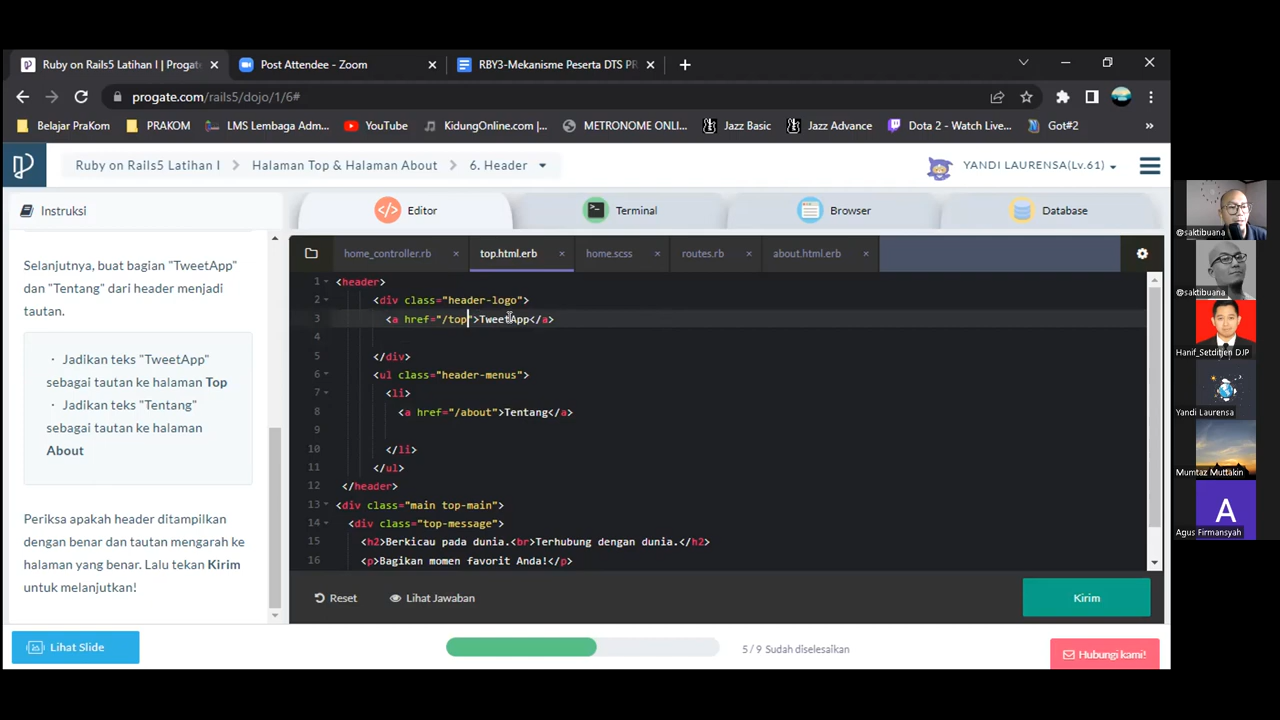 Ruby on Rails5 Latihan I | Progate
Post Attendee - Zoom
RBY3-Mekanisme Peserta DTS PR
progate.com/rails5/dojo/1/6#
Belajar PraKom
PRAKOM
LMS Lembaga Adm...
YouTube
KidungOnline.com |...
METRONOME ONLI...
Jazz Basic
Jazz Advance
Dota 2 - Watch Live...
Got#2
»
Ruby on Rails5 Latihan I
Halaman Top & Halaman About
6. Header
YANDI LAURENSA(Lv.61)
Instruksi
Editor
Terminal
Browser
Database
Selanjutnya, buat bagian "TweetApp"
dan "Tentang" dari header menjadi
tautan.
· Jadikan teks "TweetApp"
sebagai tautan ke halaman Top
· Jadikan teks "Tentang"
sebagai tautan ke halaman
About
Periksa apakah header ditampilkan
dengan benar dan tautan mengarah ke
halaman yang benar. Lalu tekan Kirim
untuk melanjutkan!
home_controller.rb
top.html.erb
home.scss
routes.rb
about.html.erb
1 <header>
2 <div class="header-logo">
3 <a href="/top">TweetApp</a>
4
5 </div>
6 <ul class="header-menus">
7 <li>
8 <a href="/about">Tentang</a>
9
10 </li>
11 </ul>
12 </header>
13 <div class="main top-main">
14 <div class="top-message">
15 <h2>Berkicau pada dunia.<br>Terhubung dengan dunia.</h2>
16 <p>Bagikan momen favorit Anda!</p>
Reset
Lihat Jawaban
Kirim
Lihat Slide
5 / 9 Sudah diselesaikan
Hubungi kami!
@saktibuana
@saktibuana
Hanif_Setditjen DJP
Yandi Laurensa
Mumtaz Muttakin
A
Agus Firmansyah